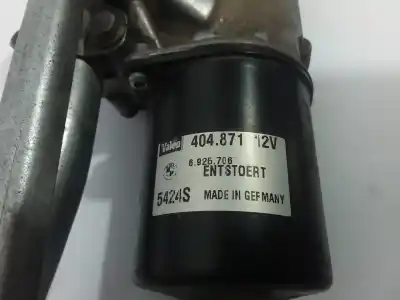 Valeo 404.871 12V
6 925 706
ENTSTOERT
5424S MADE IN GERMANY